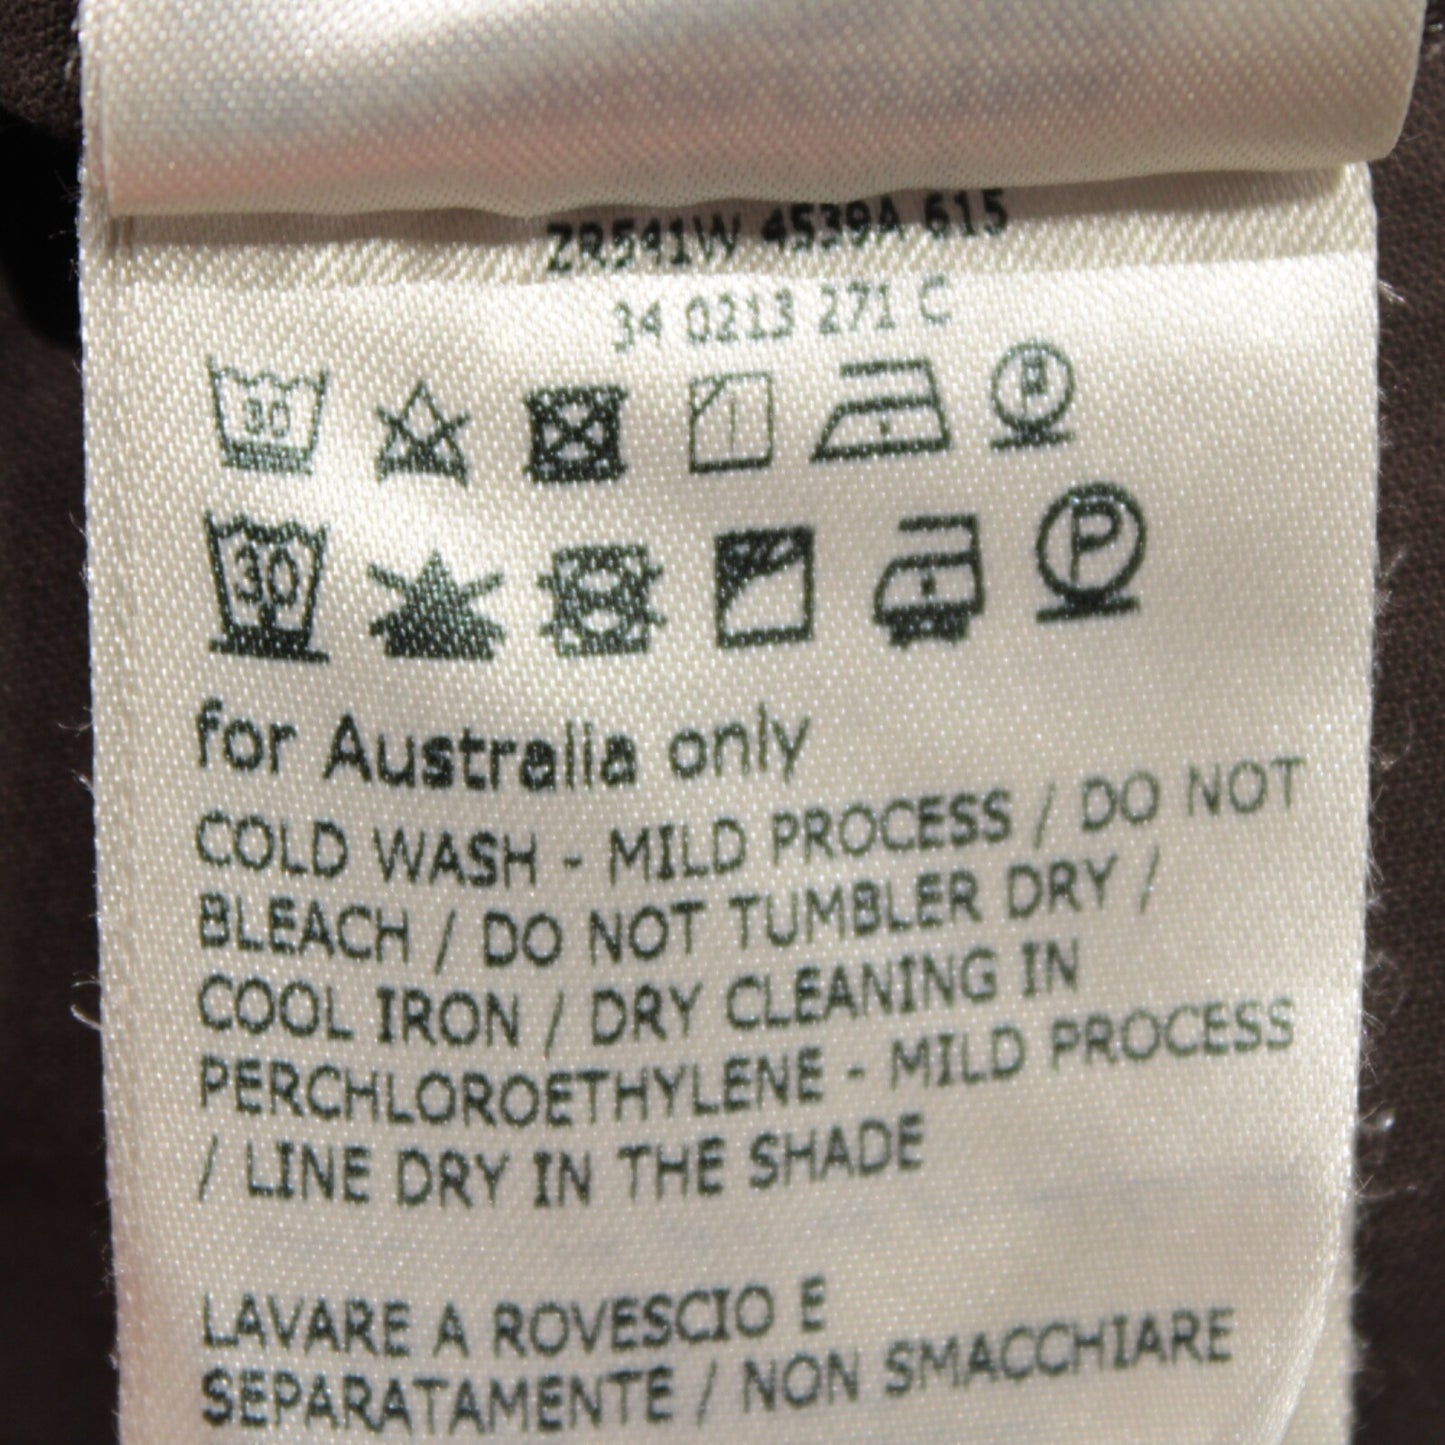 ZR541W 4539A 615
34 0213 271 C
30 P
30 P
for Australia only
COLD WASH - MILD PROCESS / DO NOT
BLEACH / DO NOT TUMBLER DRY /
COOL IRON / DRY CLEANING IN
PERCHLOROETHYLENE - MILD PROCESS
/ LINE DRY IN THE SHADE
LAVARE A ROVESCIO E
SEPARATAMENTE / NON SMACCHIARE